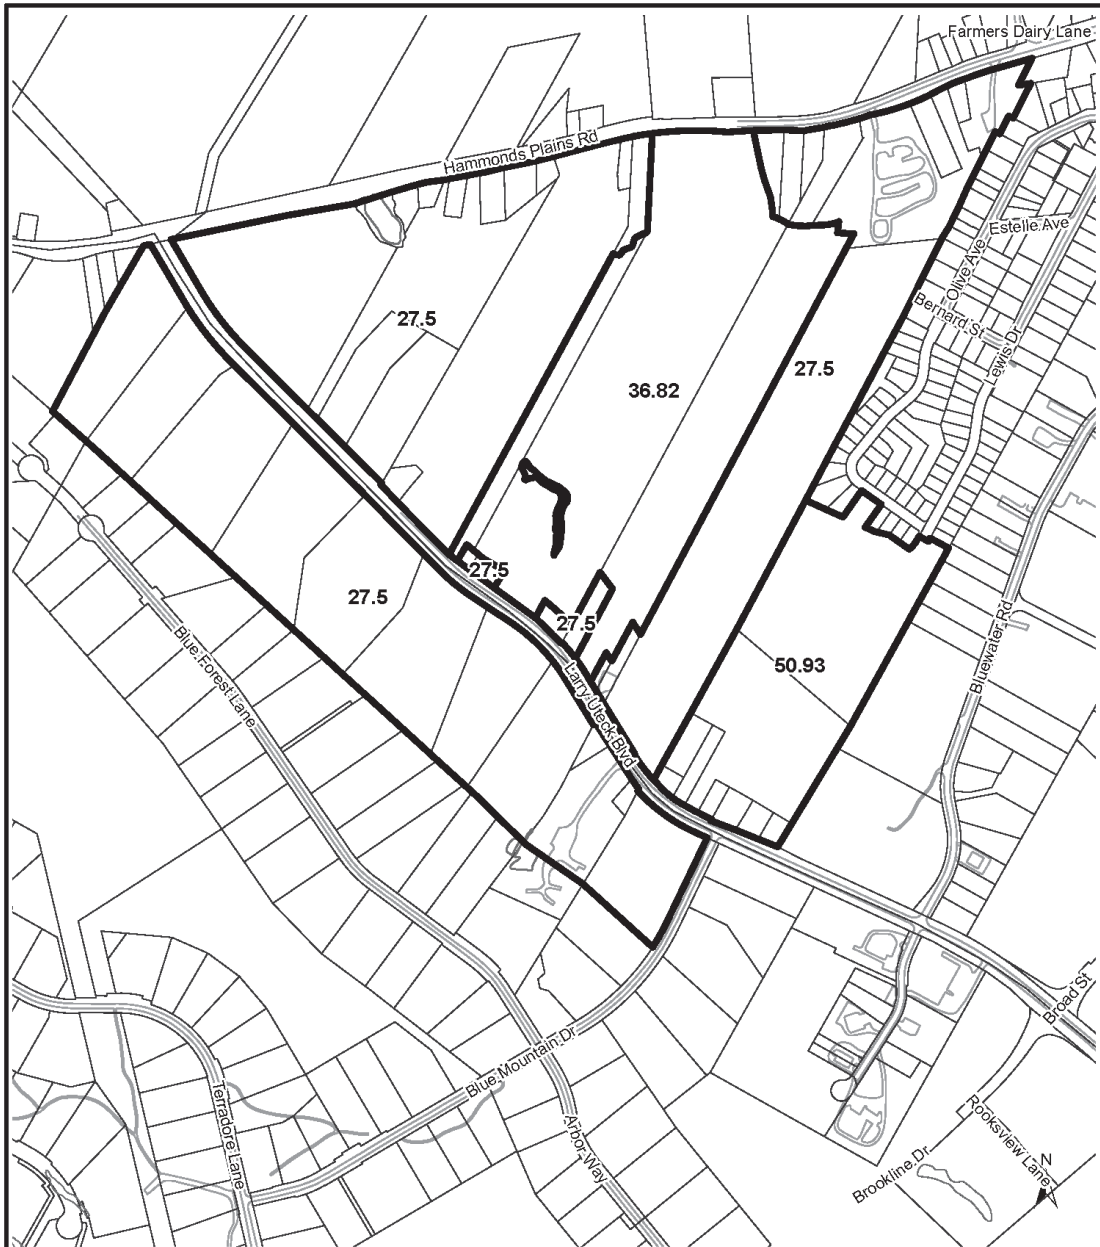 Farmers Dairy Lane
Hammonds Plains Rd
Estelle Ave
Olive Ave
Bernard St
Lewis Dr
27.5
27.5
36.82
27.5
27.5
27.5
50.93
Bluewater Rd
Blue Forest Lane
Larry Uteck Blvd
Broad St
Blue Mountain Dr
Terradore Lane
Arbor Way
Rooksview Lane
Brookline Dr
N